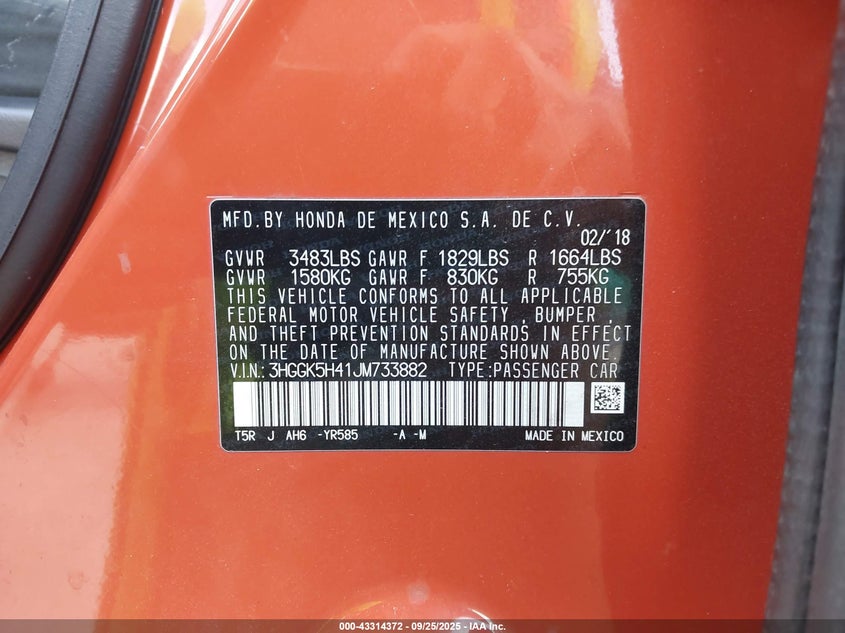 MFD.BY HONDA DE MEXICO S.A. DE C.V.
02/'18
GVWR 3483LBS GAWR F 1829LBS R 1664LBS
GVWR 1580KG GAWR F 830KG R 755KG
THIS VEHICLE CONFORMS TO ALL APPLICABLE
FEDERAL MOTOR VEHICLE SAFETY, BUMPER,
AND THEFT PREVENTION STANDARDS IN EFFECT
ON THE DATE OF MANUFACTURE SHOWN ABOVE.
V.I.N.:3HGGK5H41JM733882 TYPE:PASSENGER CAR
T5R J AH6 -YR585 -A -M MADE IN MEXICO
000-43314372 - 09/25/2025 - IAA Inc.